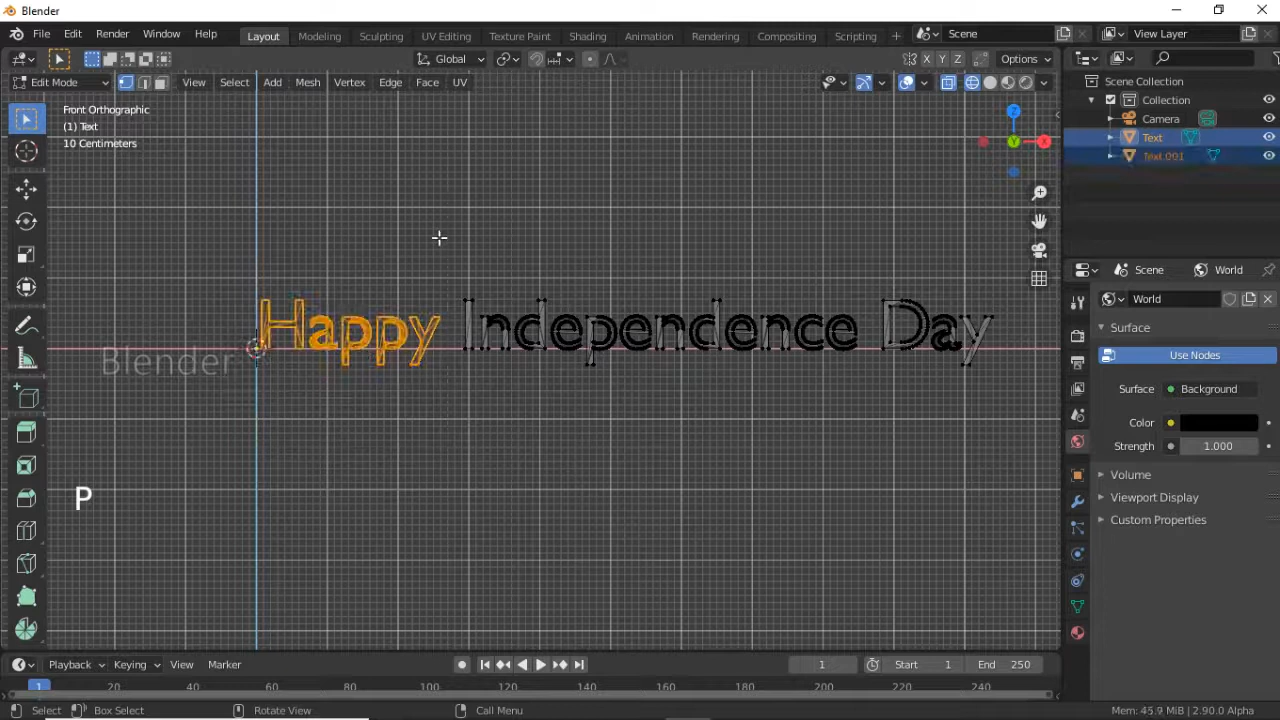 Blender
File Edit Render Window Help Layout Modeling Sculpting UV Editing Texture Paint Shading Animation Rendering Compositing Scripting + Scene View Layer
Global Options
X Y Z
Edit Mode View Select Add Mesh Vertex Edge Face UV
Scene Collection
Collection
Camera
Text
Text.001
Front Orthographic
(1) Text
10 Centimeters
Z
Y
X
Happy Independence Day
Blender
P
Scene World
World
Surface
Use Nodes
Surface Background
Color
Strength 1.000
Volume
Viewport Display
Custom Properties
Playback Keying View Marker 1 Start 1 End 250
1 20 40 60 80 100 120 140 160 180 200 220 240
Select Box Select Rotate View Call Menu Mem: 45.9 MiB | 2.90.0 Alpha